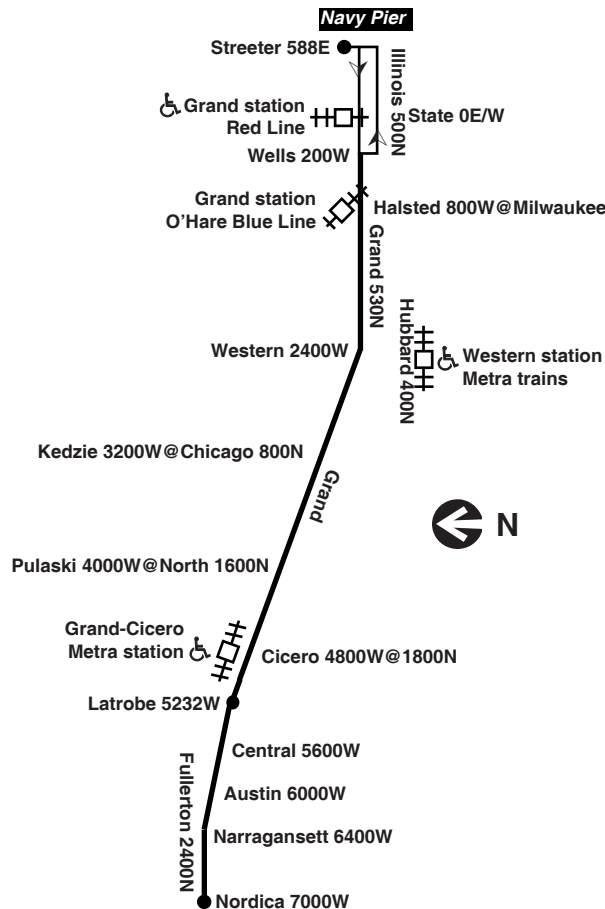 Navy Pier
Streeter 588E
Illinois 500N
Grand station
Red Line
State 0E/W
Wells 200W
Grand station
O'Hare Blue Line
Halsted 800W@Milwaukee
Grand 530N
Hubbard 400N
Western 2400W
Western station
Metra trains
Kedzie 3200W@Chicago 800N
Grand
N
Pulaski 4000W@North 1600N
Grand-Cicero
Metra station
Cicero 4800W@1800N
Latrobe 5232W
Central 5600W
Fullerton 2400N
Austin 6000W
Narragansett 6400W
Nordica 7000W